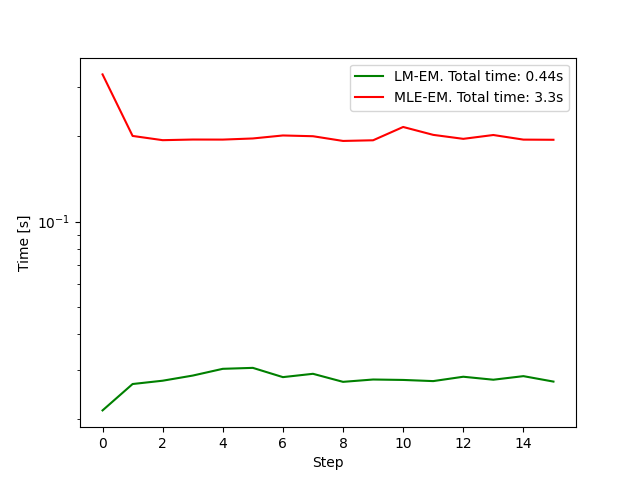 LM-EM. Total time: 0.44s
MLE-EM. Total time: 3.3s
10⁻¹
Time [s]
0 2 4 6 8 10 12 14
Step